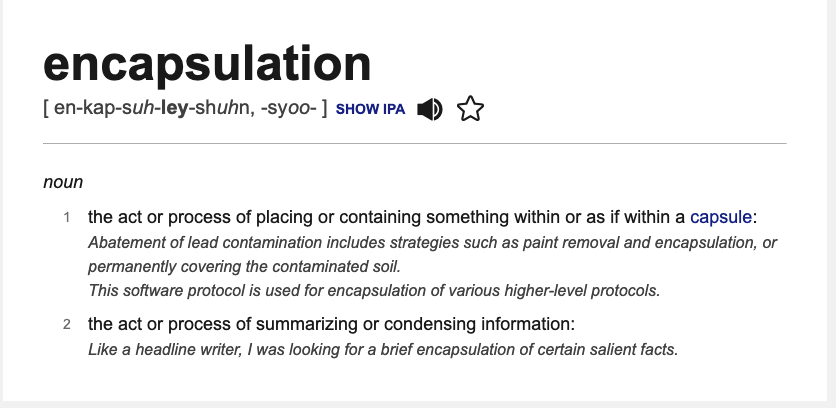 encapsulation
[ en-kap-suh-ley-shuhn, -syoo- ] SHOW IPA
noun
1 the act or process of placing or containing something within or as if within a capsule:
Abatement of lead contamination includes strategies such as paint removal and encapsulation, or
permanently covering the contaminated soil.
This software protocol is used for encapsulation of various higher-level protocols.
2 the act or process of summarizing or condensing information:
Like a headline writer, I was looking for a brief encapsulation of certain salient facts.